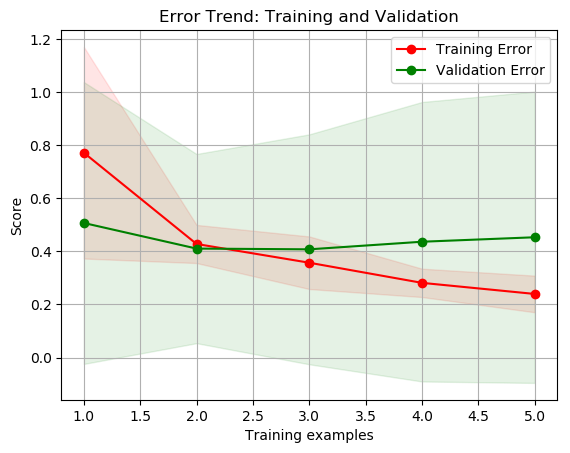 Error Trend: Training and Validation
1.2
1.0
0.8
0.6
0.4
0.2
0.0
Score
Training Error
Validation Error
1.0 1.5 2.0 2.5 3.0 3.5 4.0 4.5 5.0
Training examples